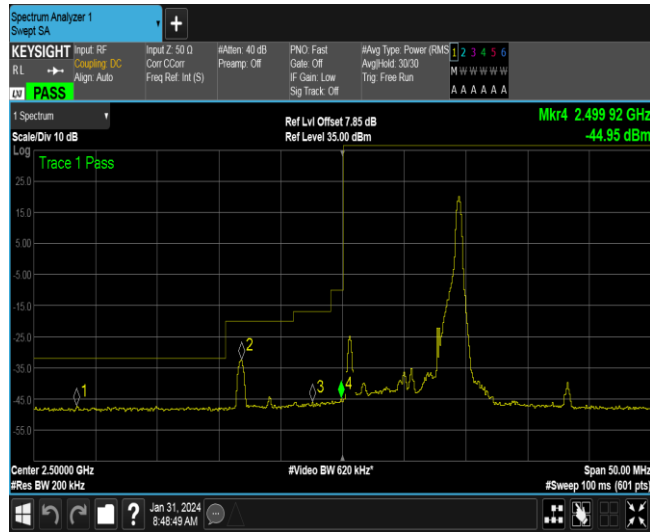 Spectrum Analyzer 1
Swept SA
KEYSIGHT
RL
LXI PASS
Input: RF
Coupling: DC
Align: Auto
Input Z: 50 Ω
Corr CCorr
Freq Ref: Int (S)
#Atten: 40 dB
Preamp: Off
PNO: Fast
Gate: Off
IF Gain: Low
Sig Track: Off
#Avg Type: Power (RMS
Avg|Hold: 30/30
Trig: Free Run
1 2 3 4 5 6
M W W W W W
A A A A A A
1 Spectrum
Scale/Div 10 dB
Ref Lvl Offset 7.85 dB
Ref Level 35.00 dBm
Mkr4 2.499 92 GHz
-44.95 dBm
Log
Trace 1 Pass
25.0
15.0
5.00
-5.00
-15.0
-25.0
-35.0
-45.0
-55.0
1
2
3
4
Center 2.50000 GHz
#Res BW 200 kHz
#Video BW 620 kHz*
Span 50.00 MHz
#Sweep 100 ms (601 pts)
?
Jan 31, 2024
8:48:49 AM